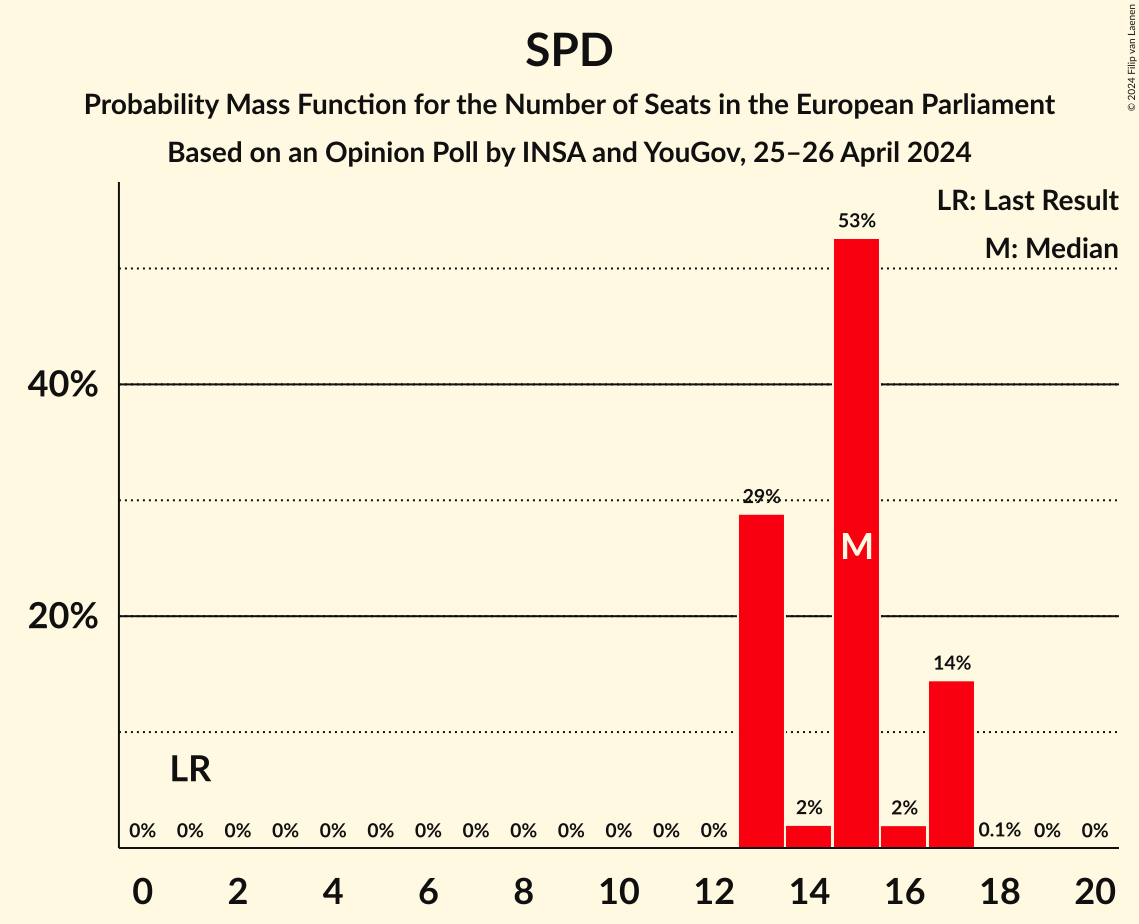 SPD
Probability Mass Function for the Number of Seats in the European Parliament
Based on an Opinion Poll by INSA and YouGov, 25–26 April 2024
© 2024 Filip van Laenen
LR: Last Result
M: Median
53%
40%
29%
M
20%
14%
LR
2%
2%
0% 0% 0% 0% 0% 0% 0% 0% 0% 0% 0% 0% 0% 0.1% 0% 0%
0 2 4 6 8 10 12 14 16 18 20